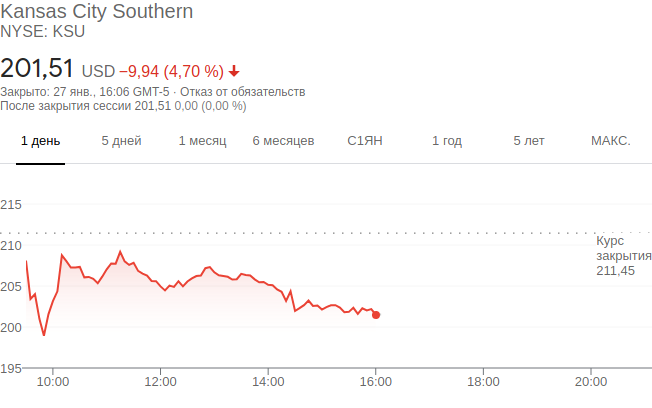 Kansas City Southern
NYSE: KSU
201,51 USD −9,94 (4,70 %)
Закрыто: 27 янв., 16:06 GMT-5 · Отказ от обязательств
После закрытия сессии 201,51 0,00 (0,00 %)
1 день 5 дней 1 месяц 6 месяцев С1ЯН 1 год 5 лет МАКС.
215
210
205
200
195
Курс
закрытия
211,45
10:00 12:00 14:00 16:00 18:00 20:00